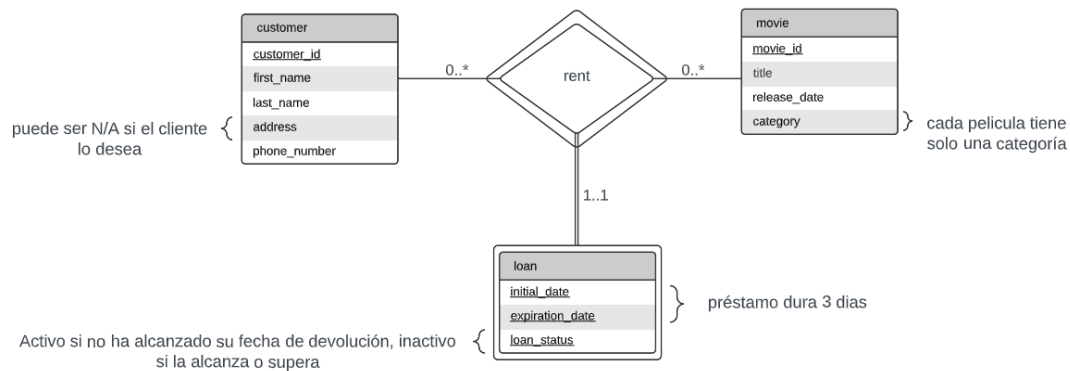 customer
customer_id
first_name
last_name
address
phone_number
puede ser N/A si el cliente
lo desea
0..*
rent
0..*
movie
movie_id
title
release_date
category
cada pelicula tiene
solo una categoría
1..1
loan
initial_date
expiration_date
loan_status
préstamo dura 3 dias
Activo si no ha alcanzado su fecha de devolución, inactivo
si la alcanza o supera